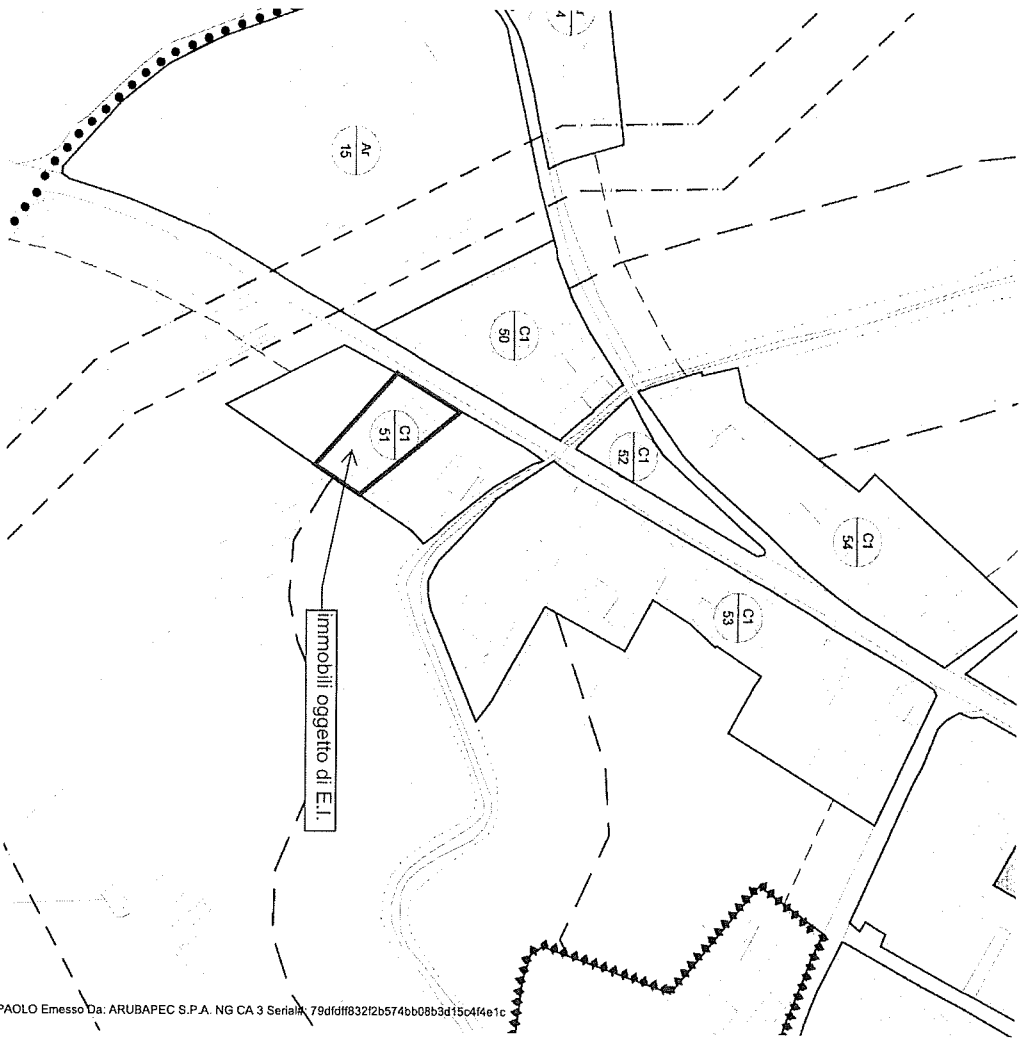 4
Ar
15
C1
50
C1
51
C1
52
C1
54
C1
53
immobili oggetto di E.I.
PAOLO Emesso Da: ARUBAPEC S.P.A. NG CA 3 Serial#: 79dfdff832f2b574bb08b3d15c4f4e1c